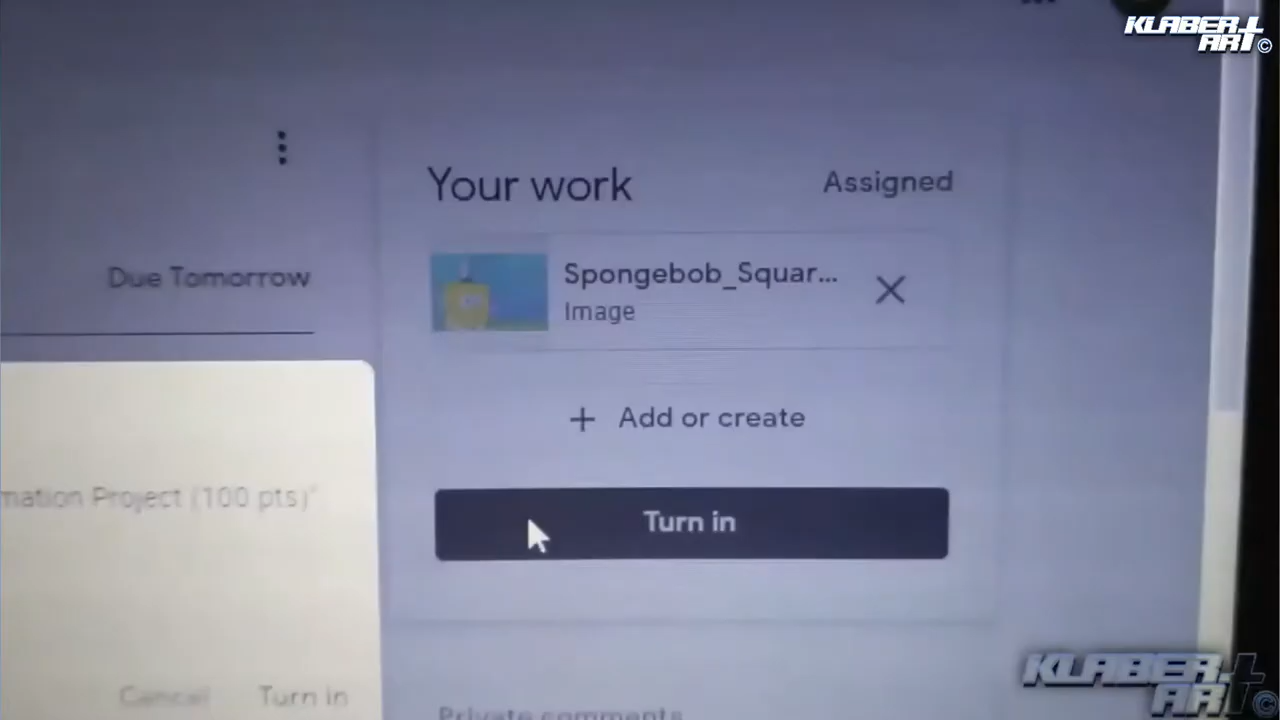 KLABER+
ART©
Your work
Assigned
Due Tomorrow
Spongebob_Squar...
Image
+ Add or create
mation Project (100 pts)"
Turn in
Cancel
Turn in
Private comments
KLABER+
ART©